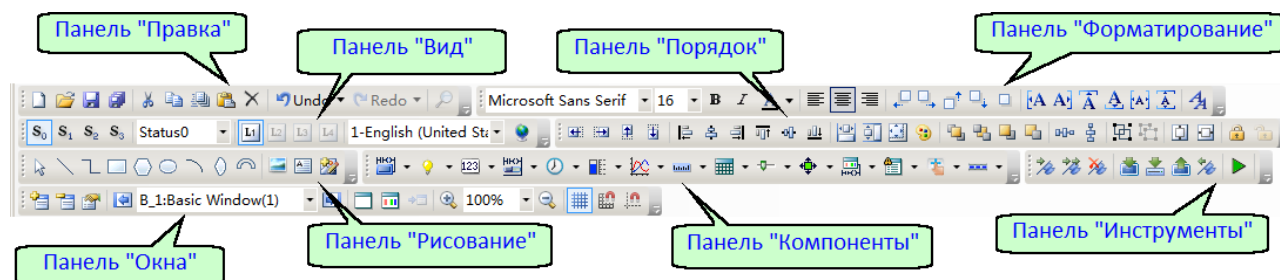 Панель "Правка"
Панель "Вид"
Панель "Порядок"
Панель "Форматирование"
Undo Redo Microsoft Sans Serif 16 B I A A A A A A A A
S0 S1 S2 S3 Status0 L1 L2 L3 L4 1-English (United Sta
A 123
B_1:Basic Window(1) 100%
Панель "Окна"
Панель "Рисование"
Панель "Компоненты"
Панель "Инструменты"